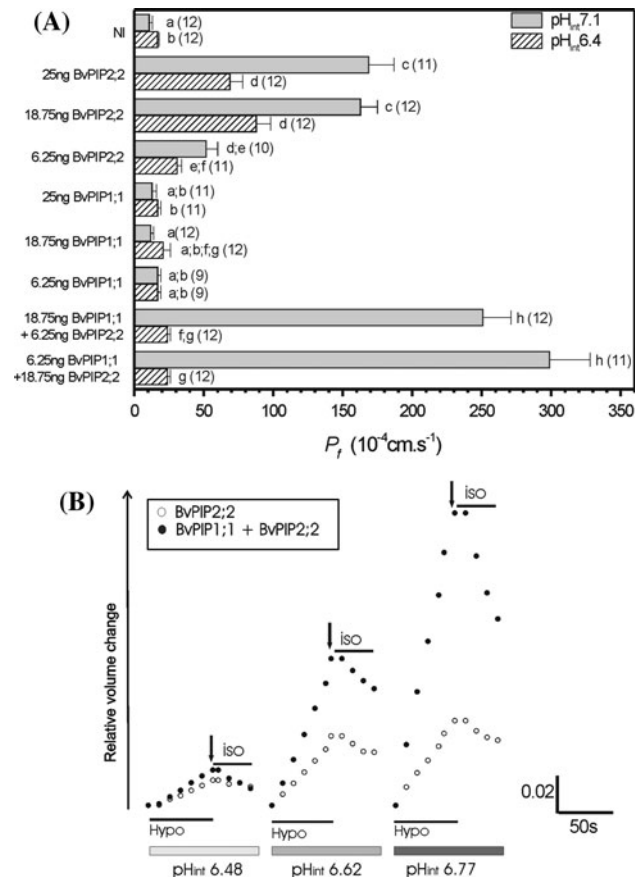 (A)
pHint7.1
pHint6.4
NI
a (12)
b (12)
25ng BvPIP2;2
c (11)
d (12)
18.75ng BvPIP2;2
c (12)
d (12)
6.25ng BvPIP2;2
d;e (10)
e;f (11)
25ng BvPIP1;1
a;b (11)
b (11)
18.75ng BvPIP1;1
a(12)
a;b;f,g (12)
6.25ng BvPIP1;1
a;b (9)
a;b (9)
18.75ng BvPIP1;1
+ 6.25ng BvPIP2;2
h (12)
f,g (12)
6.25ng BvPIP1;1
+18.75ng BvPIP2;2
h (11)
g (12)
0 50 100 150 200 250 300 350
Pf (10-4cm.s-1)
(B)
Relative volume change
BvPIP2;2
BvPIP1;1 + BvPIP2;2
iso
iso
iso
Hypo
Hypo
Hypo
0.02
50s
pHint 6.48
pHint 6.62
pHint 6.77